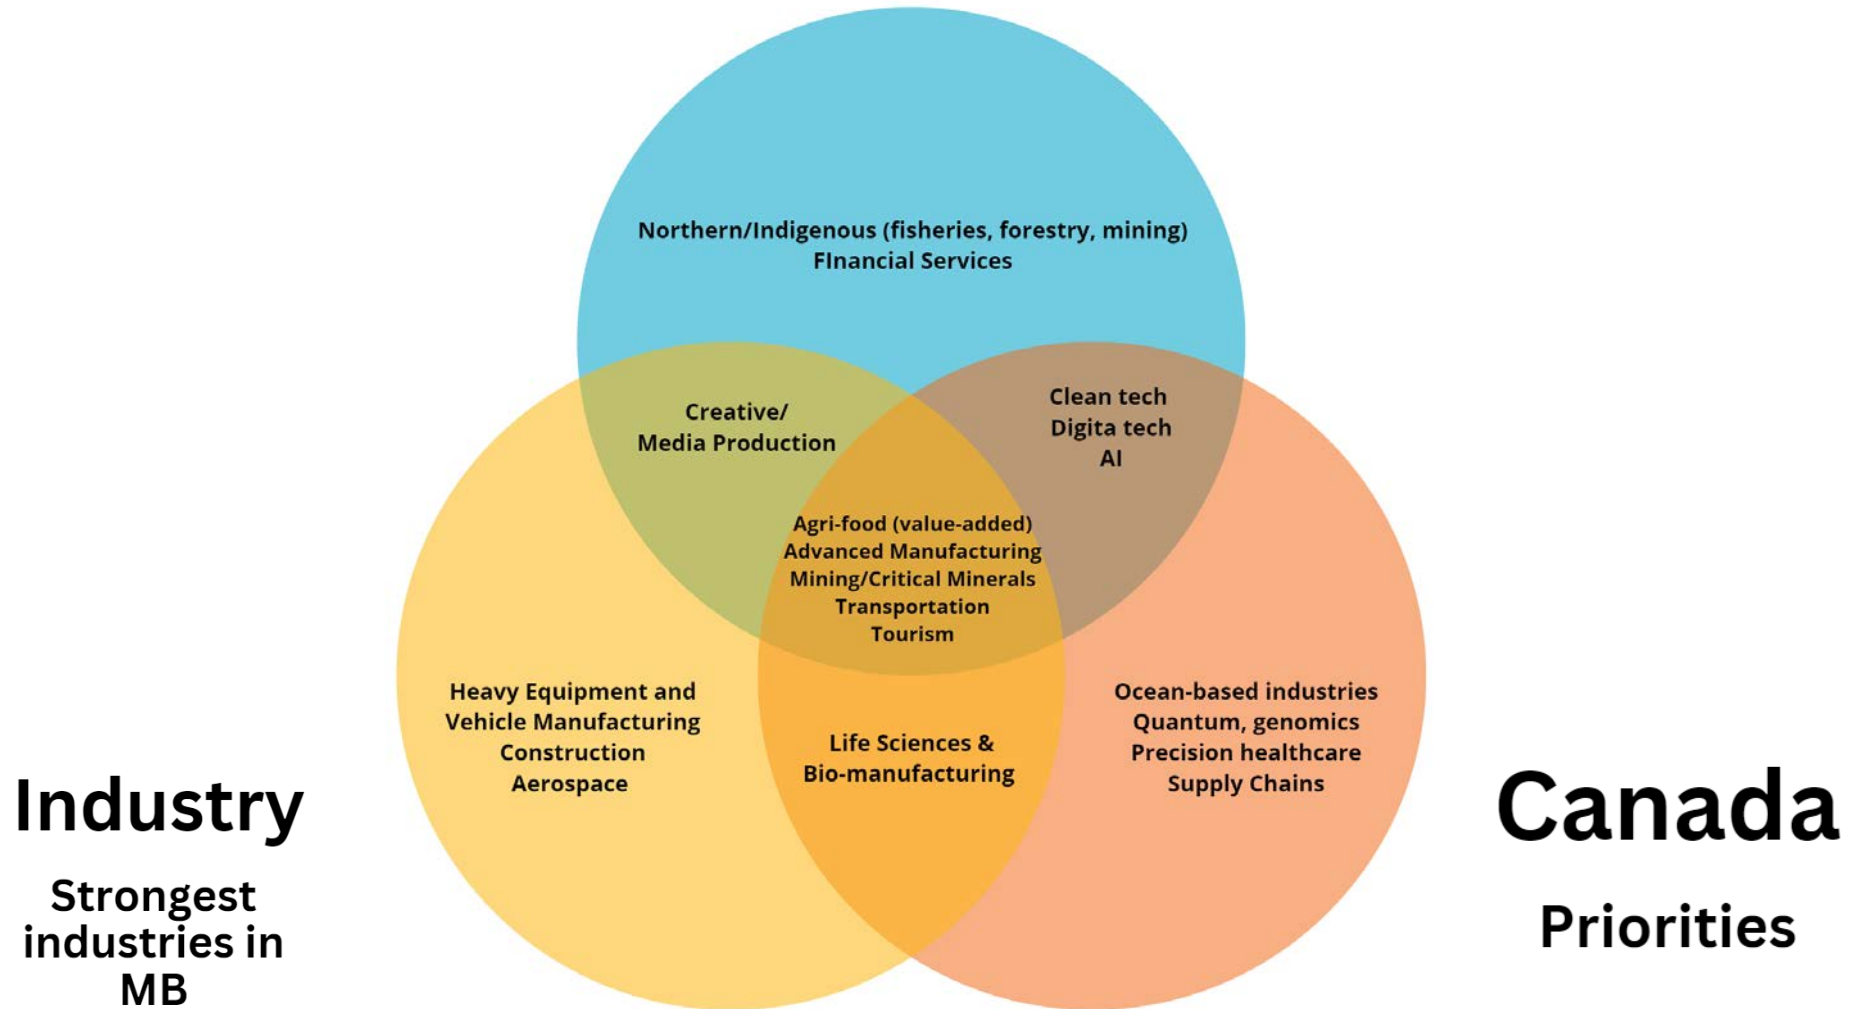 Northern/Indigenous (fisheries, forestry, mining)
FInancial Services
Creative/
Media Production
Clean tech
Digita tech
AI
Agri-food (value-added)
Advanced Manufacturing
Mining/Critical Minerals
Transportation
Tourism
Heavy Equipment and
Vehicle Manufacturing
Construction
Aerospace
Life Sciences &
Bio-manufacturing
Ocean-based industries
Quantum, genomics
Precision healthcare
Supply Chains
Industry
Strongest
industries in
MB
Canada
Priorities